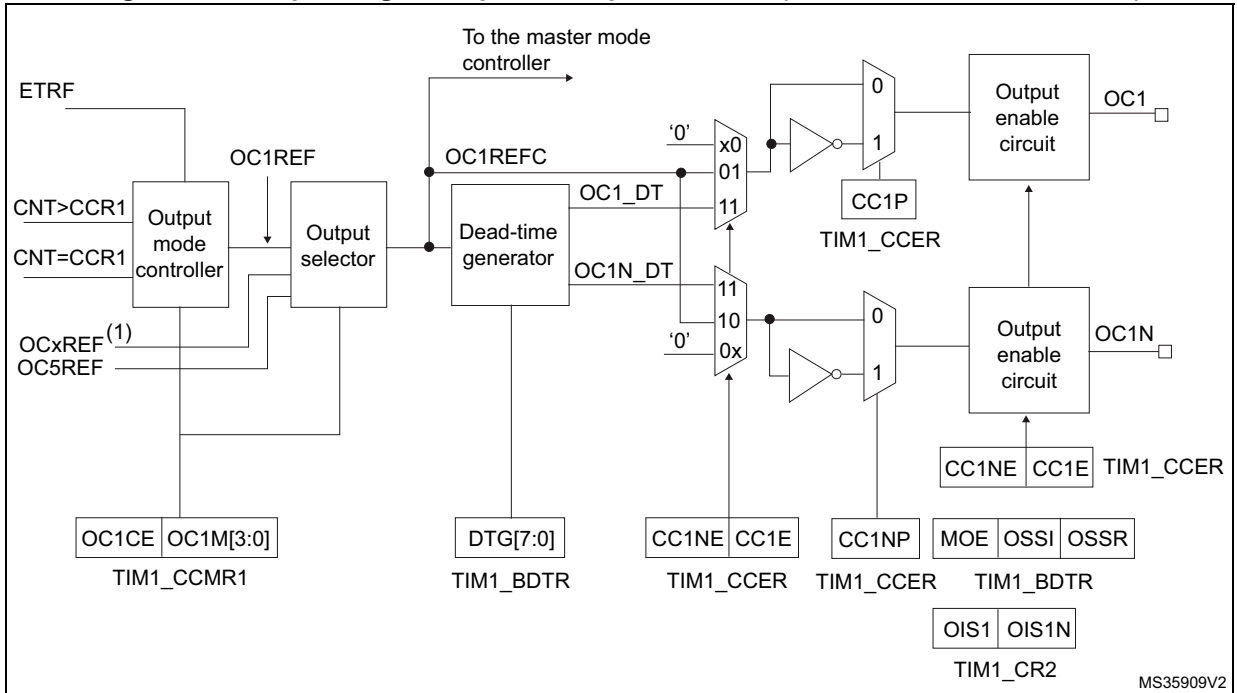 To the master mode
controller
ETRF
OC1REF
OC1REFC
CNT>CCR1
CNT=CCR1
Output
mode
controller
Output
selector
Dead-time
generator
OC1_DT
OC1N_DT
OCxREF(1)
OC5REF
'0'
x0
01
11
11
10
'0'
0x
0
1
CC1P
TIM1_CCER
0
1
Output
enable
circuit
OC1
Output
enable
circuit
OC1N
CC1NE CC1E TIM1_CCER
OC1CE OC1M[3:0]
TIM1_CCMR1
DTG[7:0]
TIM1_BDTR
CC1NE CC1E
TIM1_CCER
CC1NP
TIM1_CCER
MOE OSSI OSSR
TIM1_BDTR
OIS1 OIS1N
TIM1_CR2
MS35909V2